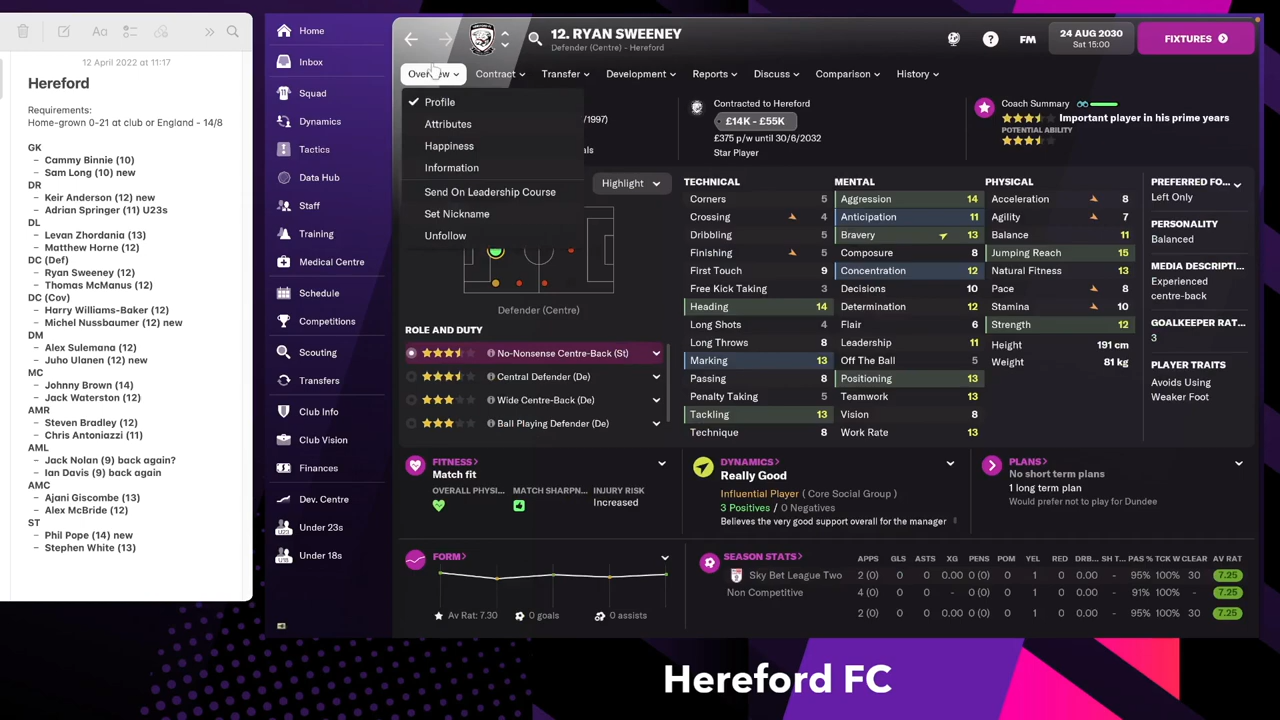 12 April 2022 at 11:17
Hereford
Requirements:
Home-grown 0-21 at club or England - 14/8
GK
– Cammy Binnie (10)
– Sam Long (10) new
DR
– Keir Anderson (12) new
– Adrian Springer (11) U23s
DL
– Levan Zhordania (13)
– Matthew Horne (12)
DC (Def)
– Ryan Sweeney (12)
– Thomas McManus (12)
DC (Cov)
– Harry Williams-Baker (12)
– Michel Nussbaumer (12) new
DM
– Alex Sulemana (12)
– Juho Ulanen (12) new
MC
– Johnny Brown (14)
– Jack Waterston (12)
AMR
– Steven Bradley (12)
– Chris Antoniazzi (11)
AML
– Jack Nolan (9) back again?
– Ian Davis (9) back again
AMC
– Ajani Giscombe (13)
– Alex McBride (12)
ST
– Phil Pope (14) new
– Stephen White (13)
Home
Inbox
Squad
Dynamics
Tactics
Data Hub
Staff
Training
Medical Centre
Schedule
Competitions
Scouting
Transfers
Club Info
Club Vision
Finances
Dev. Centre
Under 23s
Under 18s
12. RYAN SWEENEY
Defender (Centre) - Hereford
FM
24 AUG 2030
Sat 15:00
FIXTURES
Overview Contract Transfer Development Reports Discuss Comparison History
Profile
Attributes
Happiness
Information
Send On Leadership Course
Set Nickname
Unfollow
/1997)
als
Contracted to Hereford
£14K - £55K
£375 p/w until 30/6/2032
Star Player
Coach Summary
Important player in his prime years
POTENTIAL ABILITY
Highlight
Defender (Centre)
ROLE AND DUTY
No-Nonsense Centre-Back (St)
Central Defender (De)
Wide Centre-Back (De)
Ball Playing Defender (De)
TECHNICAL
Corners 5
Crossing 4
Dribbling 5
Finishing 5
First Touch 9
Free Kick Taking 3
Heading 14
Long Shots 4
Long Throws 8
Marking 13
Passing 8
Penalty Taking 5
Tackling 13
Technique 8
MENTAL
Aggression 14
Anticipation 11
Bravery 13
Composure 8
Concentration 12
Decisions 10
Determination 12
Flair 6
Leadership 11
Off The Ball 5
Positioning 13
Teamwork 13
Vision 8
Work Rate 13
PHYSICAL
Acceleration 8
Agility 7
Balance 11
Jumping Reach 15
Natural Fitness 13
Pace 8
Stamina 10
Strength 12
Height 191 cm
Weight 81 kg
PREFERRED FO...
Left Only
PERSONALITY
Balanced
MEDIA DESCRIPTI...
Experienced
centre-back
GOALKEEPER RAT...
3
PLAYER TRAITS
Avoids Using
Weaker Foot
FITNESS>
Match fit
OVERALL PHYSI... MATCH SHARPN... INJURY RISK
Increased
DYNAMICS>
Really Good
Influential Player ( Core Social Group )
3 Positives / 0 Negatives
Believes the very good support overall for the manager
PLANS>
No short term plans
1 long term plan
Would prefer not to play for Dundee
FORM>
Av Rat: 7.30 0 goals 0 assists
SEASON STATS> APPS GLS ASTS XG PENS POM YEL RED DRB... SH T... PAS % TCK W CLEAR AV RAT
Sky Bet League Two 2 (0) 0 0 0.00 0 (0) 0 1 0 0.00 - 95% 100% 30 7.25
Non Competitive 4 (0) 0 0 - 0 (0) 0 1 0 0.00 - 91% 100% - 7.25
2 (0) 0 0 0.00 0 (0) 0 1 0 0.00 - 95% 100% 30 7.25
Hereford FC